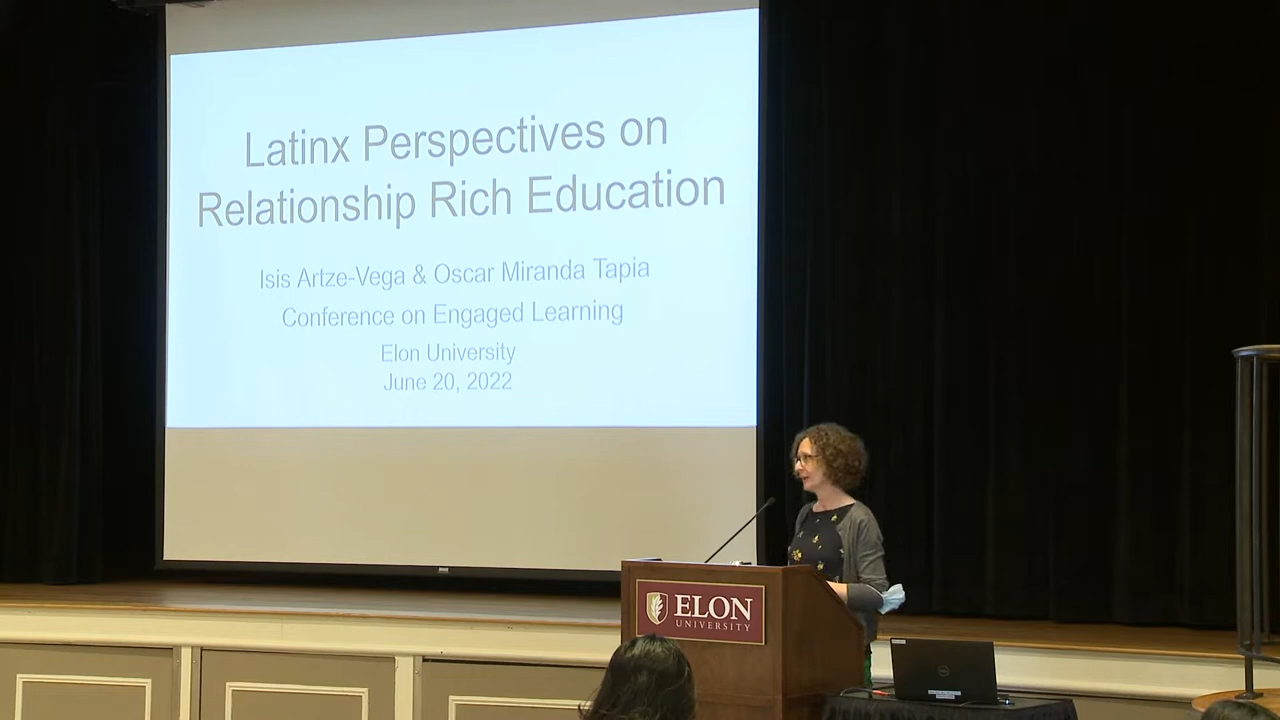 Latinx Perspectives on
Relationship Rich Education
Isis Artze-Vega & Oscar Miranda Tapia
Conference on Engaged Learning
Elon University
June 20, 2022
ELON
UNIVERSITY
DELL